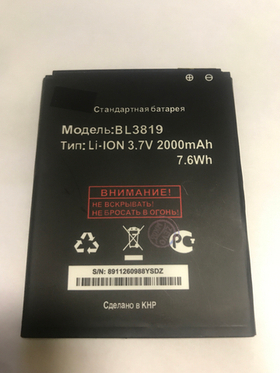 Стандартная батарея
Модель:BL3819
Тип: Li-ION 3.7V 2000mAh
7.6Wh
ВНИМАНИЕ!
НЕ ВСКРЫВАТЬ!
НЕ БРОСАТЬ В ОГОНЬ!
S/N: 8911260988YSDZ
Сделано в КНР